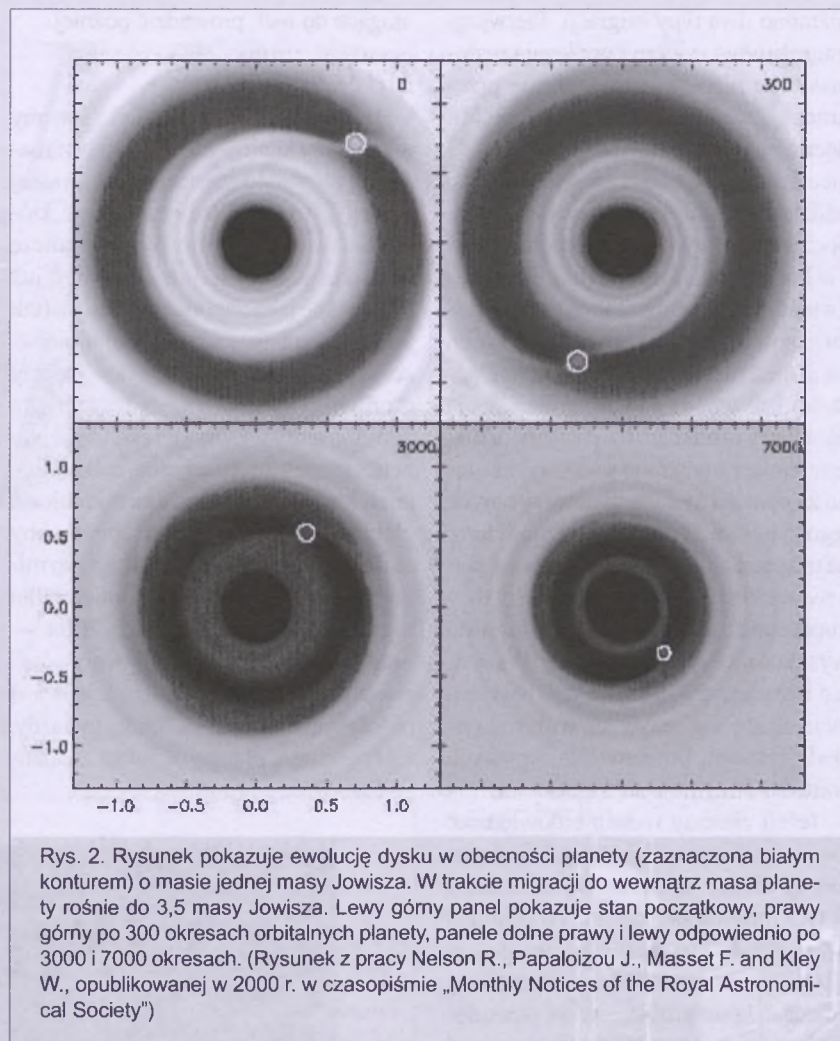 0
300
3000
7000
1.0
0.5
0.0
−0.5
−1.0
−1.0 −0.5 0.0 0.5 1.0
Rys. 2. Rysunek pokazuje ewolucję dysku w obecności planety (zaznaczona białym
konturem) o masie jednej masy Jowisza. W trakcie migracji do wewnątrz masa plane-
ty rośnie do 3,5 masy Jowisza. Lewy górny panel pokazuje stan początkowy, prawy
górny po 300 okresach orbitalnych planety, panele dolne prawy i lewy odpowiednio po
3000 i 7000 okresach. (Rysunek z pracy Nelson R., Papaloizou J., Masset F. and Kley
W., opublikowanej w 2000 r. w czasopiśmie „Monthly Notices of the Royal Astronomi-
cal Society”)